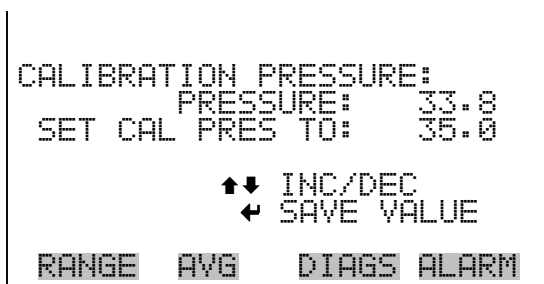 CALIBRATION PRESSURE:
PRESSURE: 33.8
SET CAL PRES TO: 35.0
⬆⬇ INC/DEC
↵ SAVE VALUE
RANGE AVG DIAGS ALARM